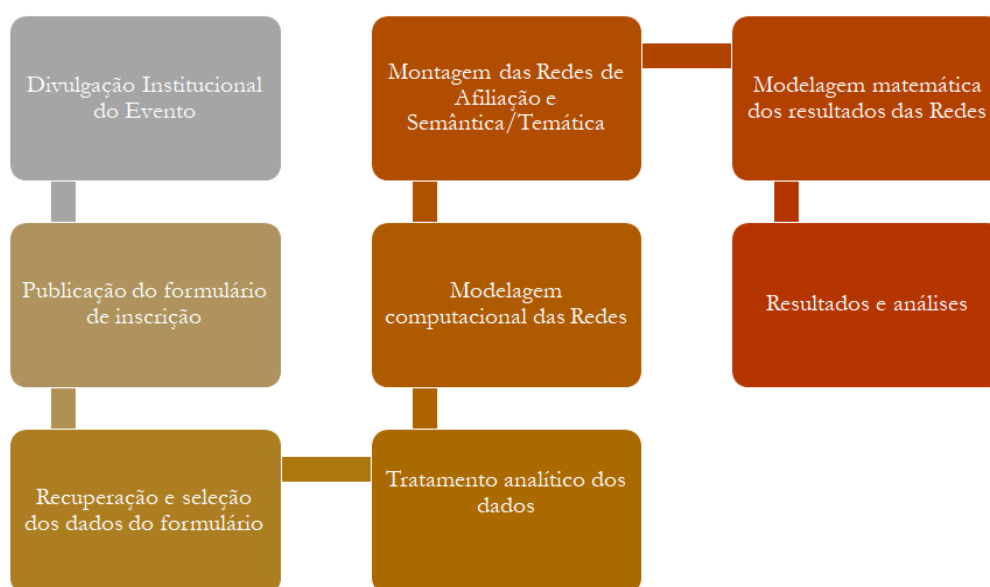 Divulgação Institucional
do Evento
Publicação do formulário
de inscrição
Recuperação e seleção
dos dados do formulário
Tratamento analítico dos
dados
Modelagem
computacional das Redes
Montagem das Redes de
Afiliação e
Semântica/Temática
Modelagem matemática
dos resultados das Redes
Resultados e análises